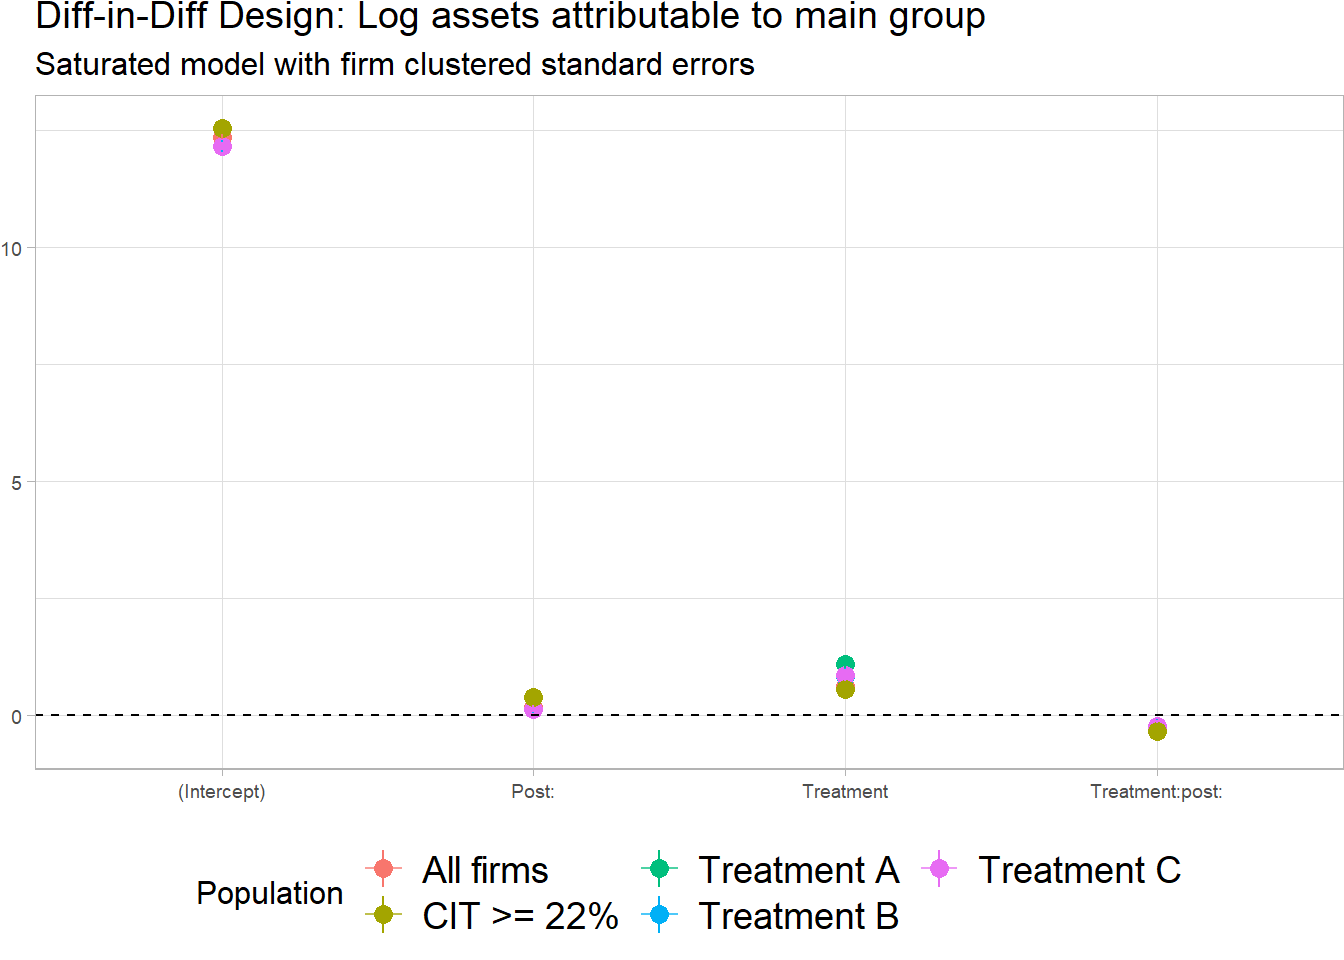 Diff-in-Diff Design: Log assets attributable to main group
Saturated model with firm clustered standard errors
10
5
0
(Intercept) Post: Treatment Treatment:post:
Population
All firms Treatment A Treatment C
CIT >= 22% Treatment B